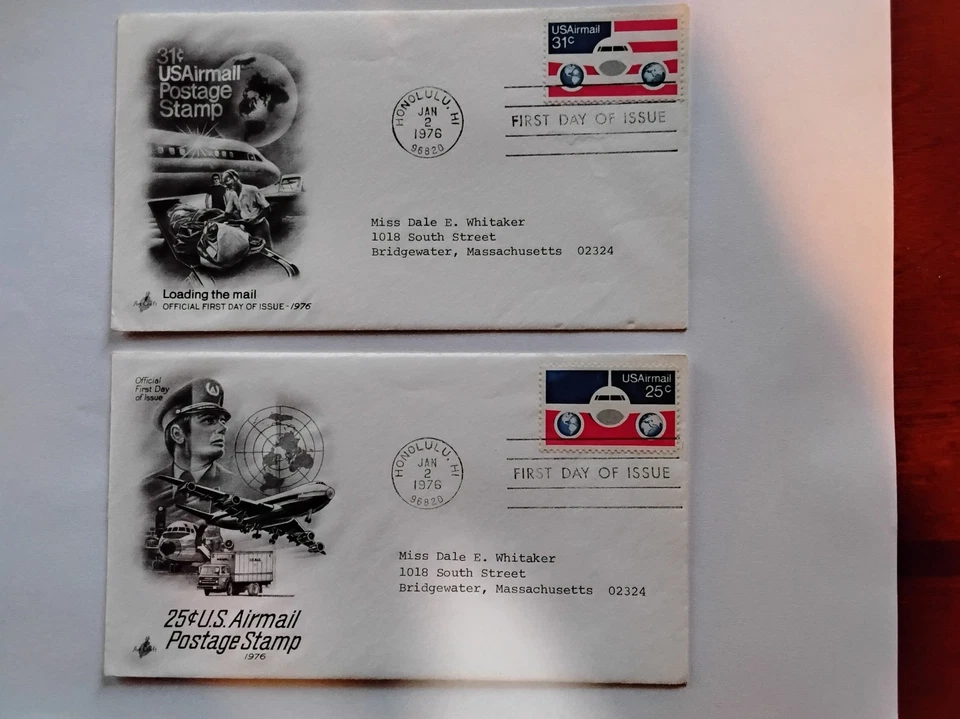 31¢
USAirmail
Postage
Stamp
USAirmail
31c
HONOLULU, HI
JAN
2
1976
96820
FIRST DAY OF ISSUE
Miss Dale E. Whitaker
1018 South Street
Bridgewater, Massachusetts 02324
Loading the mail
OFFICIAL FIRST DAY OF ISSUE - 1976
ArtCraft
Official
First Day
of Issue
USAirmail
25c
HONOLULU, HI
JAN
2
1976
96820
FIRST DAY OF ISSUE
Miss Dale E. Whitaker
1018 South Street
Bridgewater, Massachusetts 02324
25¢ U.S. Airmail
Postage Stamp
1976
ArtCraft